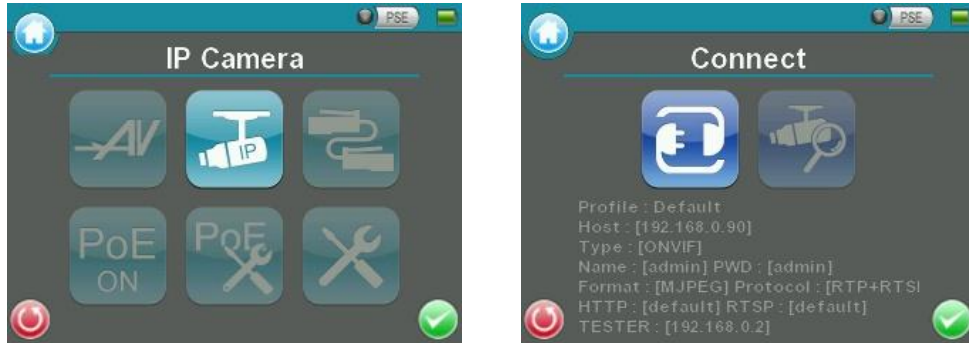 PSE
IP Camera
AV
IP
PoE
ON
PoE
PSE
Connect
Profile : Default
Host : [192.168.0.90]
Type : [ONVIF]
Name : [admin] PWD : [admin]
Format : [MJPEG] Protocol : [RTP+RTSI
HTTP : [default] RTSP : [default]
TESTER : [192.168.0.2]